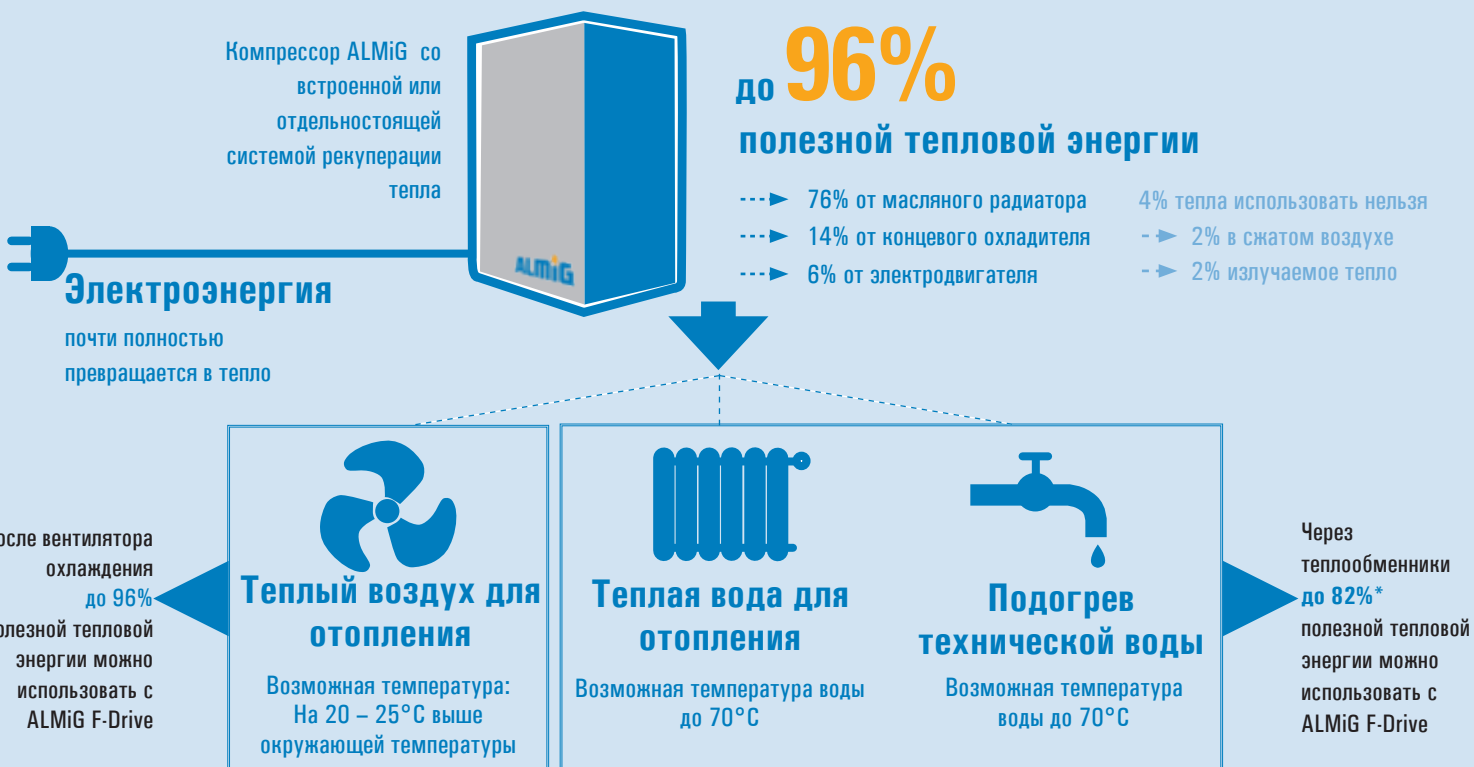 Компрессор ALMiG со
встроенной или
отдельностоящей
системой рекуперации
тепла
ALMiG
до 96%
полезной тепловой энергии
76% от масляного радиатора
14% от концевого охладителя
6% от электродвигателя
4% тепла использовать нельзя
2% в сжатом воздухе
2% излучаемое тепло
Электроэнергия
почти полностью
превращается в тепло
осле вентилятора
охлаждения
до 96%
олезной тепловой
энергии можно
использовать с
ALMiG F-Drive
Теплый воздух для
отопления
Возможная температура:
На 20 – 25°C выше
окружающей температуры
Теплая вода для
отопления
Возможная температура воды
до 70°C
Подогрев
технической воды
Возможная температура
воды до 70°C
Через
теплообменники
до 82%*
полезной тепловой
энергии можно
использовать с
ALMiG F-Drive